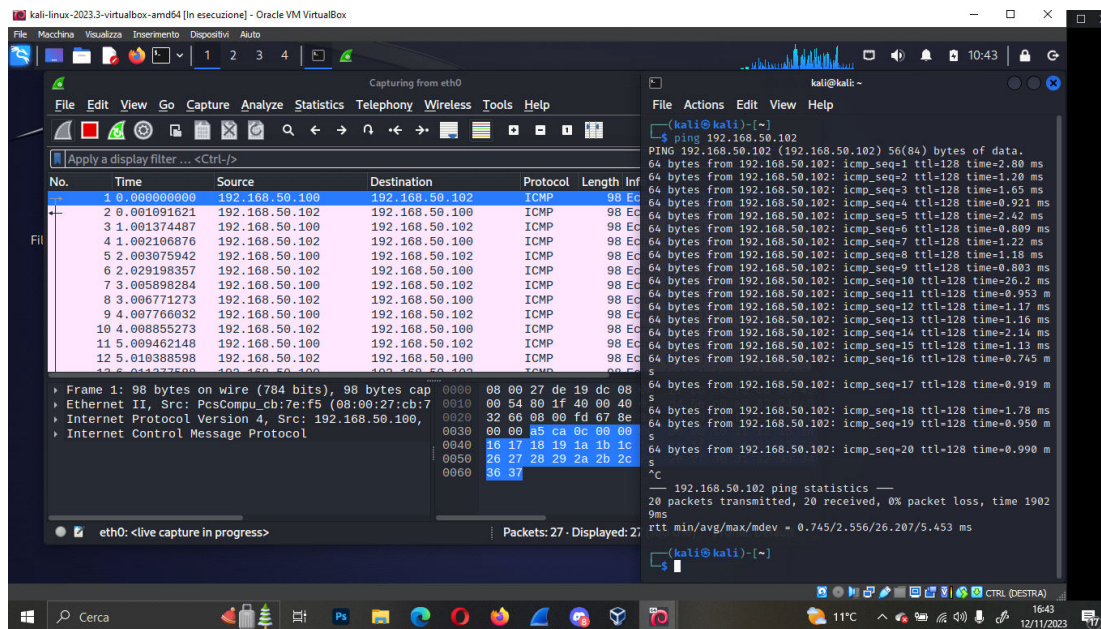 kali-linux-2023.3-virtualbox-amd64 [In esecuzione] - Oracle VM VirtualBox
File Macchina Visualizza Inserimento Dispositivi Aiuto
1 2 3 4 10:43
Capturing from eth0
File Edit View Go Capture Analyze Statistics Telephony Wireless Tools Help
Apply a display filter ... <Ctrl-/>
No. Time Source Destination Protocol Length Inf
1 0.000000000 192.168.50.100 192.168.50.102 ICMP 98 Ec
2 0.001091621 192.168.50.102 192.168.50.100 ICMP 98 Ec
3 1.001374487 192.168.50.100 192.168.50.102 ICMP 98 Ec
4 1.002106876 192.168.50.102 192.168.50.100 ICMP 98 Ec
5 2.003075942 192.168.50.100 192.168.50.102 ICMP 98 Ec
6 2.029198357 192.168.50.102 192.168.50.100 ICMP 98 Ec
7 3.005898284 192.168.50.100 192.168.50.102 ICMP 98 Ec
8 3.006771273 192.168.50.102 192.168.50.100 ICMP 98 Ec
9 4.007766032 192.168.50.100 192.168.50.102 ICMP 98 Ec
10 4.008855273 192.168.50.102 192.168.50.100 ICMP 98 Ec
11 5.009462148 192.168.50.100 192.168.50.102 ICMP 98 Ec
12 5.010388598 192.168.50.102 192.168.50.100 ICMP 98 Ec
Fil
Frame 1: 98 bytes on wire (784 bits), 98 bytes cap
Ethernet II, Src: PcsCompu_cb:7e:f5 (08:00:27:cb:7
Internet Protocol Version 4, Src: 192.168.50.100,
Internet Control Message Protocol
0000 08 00 27 de 19 dc 08
0010 00 54 80 1f 40 00 40
0020 32 66 08 00 fd 67 8e
0030 00 00 a5 ca 0c 00 00
0040 16 17 18 19 1a 1b 1c
0050 26 27 28 29 2a 2b 2c
0060 36 37
eth0: <live capture in progress> Packets: 27 · Displayed: 27
kali@kali: ~
File Actions Edit View Help
(kali㉿kali)-[~]
$ ping 192.168.50.102
PING 192.168.50.102 (192.168.50.102) 56(84) bytes of data.
64 bytes from 192.168.50.102: icmp_seq=1 ttl=128 time=2.80 ms
64 bytes from 192.168.50.102: icmp_seq=2 ttl=128 time=1.20 ms
64 bytes from 192.168.50.102: icmp_seq=3 ttl=128 time=1.65 ms
64 bytes from 192.168.50.102: icmp_seq=4 ttl=128 time=0.921 ms
64 bytes from 192.168.50.102: icmp_seq=5 ttl=128 time=2.42 ms
64 bytes from 192.168.50.102: icmp_seq=6 ttl=128 time=0.809 ms
64 bytes from 192.168.50.102: icmp_seq=7 ttl=128 time=1.22 ms
64 bytes from 192.168.50.102: icmp_seq=8 ttl=128 time=1.18 ms
64 bytes from 192.168.50.102: icmp_seq=9 ttl=128 time=0.803 ms
64 bytes from 192.168.50.102: icmp_seq=10 ttl=128 time=26.2 ms
64 bytes from 192.168.50.102: icmp_seq=11 ttl=128 time=0.953 m
64 bytes from 192.168.50.102: icmp_seq=12 ttl=128 time=1.17 ms
64 bytes from 192.168.50.102: icmp_seq=13 ttl=128 time=1.16 ms
64 bytes from 192.168.50.102: icmp_seq=14 ttl=128 time=2.14 ms
64 bytes from 192.168.50.102: icmp_seq=15 ttl=128 time=1.13 ms
64 bytes from 192.168.50.102: icmp_seq=16 ttl=128 time=0.745 m
s
64 bytes from 192.168.50.102: icmp_seq=17 ttl=128 time=0.919 m
s
64 bytes from 192.168.50.102: icmp_seq=18 ttl=128 time=1.78 ms
64 bytes from 192.168.50.102: icmp_seq=19 ttl=128 time=0.950 m
s
64 bytes from 192.168.50.102: icmp_seq=20 ttl=128 time=0.990 m
s
^C
— 192.168.50.102 ping statistics —
20 packets transmitted, 20 received, 0% packet loss, time 1902
9ms
rtt min/avg/max/mdev = 0.745/2.556/26.207/5.453 ms
(kali㉿kali)-[~]
$
CTRL (DESTRA)
Cerca
Ps
11°C
16:43
12/11/2023
17